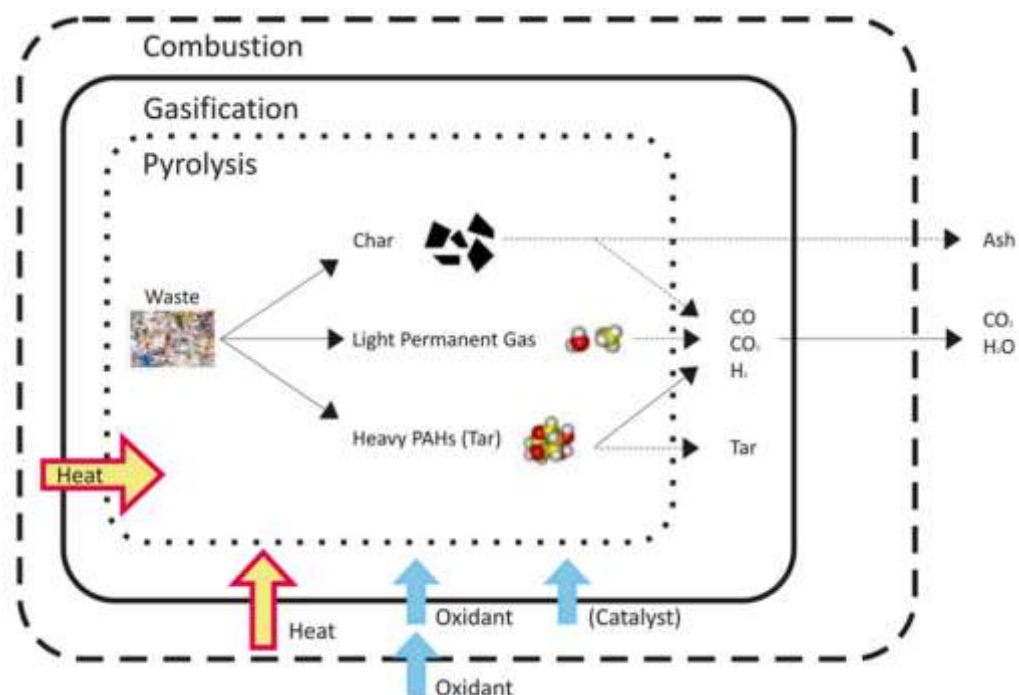 Combustion
Gasification
Pyrolysis
Char
Ash
Waste
CO
Light Permanent Gas
CO₂
CO₂
H₂O
H₂
Heavy PAHs (Tar)
Tar
Heat
Oxidant
(Catalyst)
Heat
Oxidant